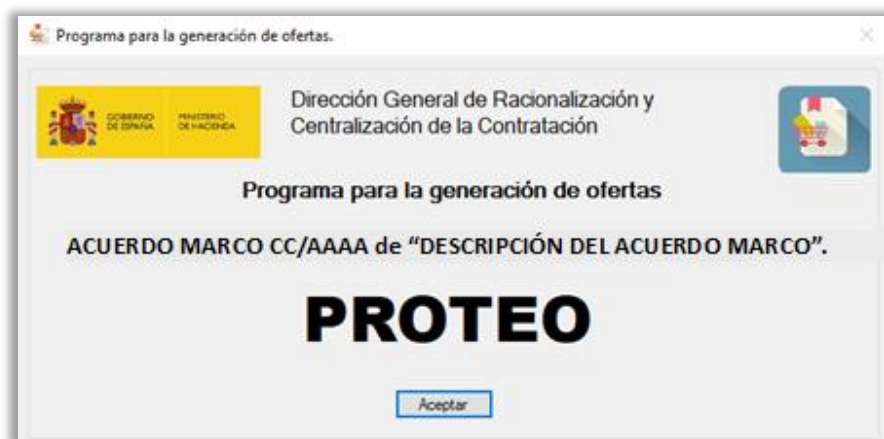 Programa para la generación de ofertas.
GOBIERNO
DE ESPAÑA
MINISTERIO
DE HACIENDA
Dirección General de Racionalización y
Centralización de la Contratación
Programa para la generación de ofertas
ACUERDO MARCO CC/AAAA de “DESCRIPCIÓN DEL ACUERDO MARCO”.
PROTEO
Aceptar